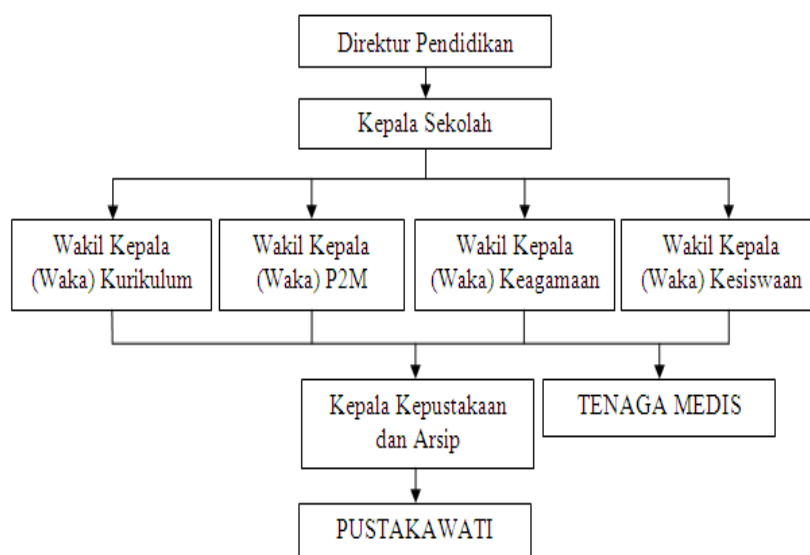 Direktur Pendidikan
Kepala Sekolah
Wakil Kepala
(Waka) Kurikulum
Wakil Kepala
(Waka) P2M
Wakil Kepala
(Waka) Keagamaan
Wakil Kepala
(Waka) Kesiswaan
Kepala Kepustakaan
dan Arsip
TENAGA MEDIS
PUSTAKAWATI